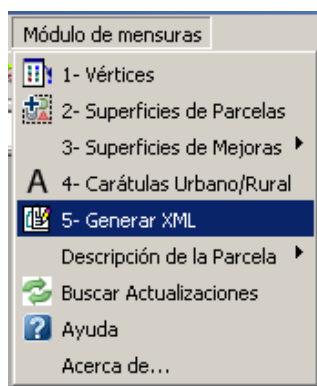 Módulo de mensuras
1- Vértices
2- Superficies de Parcelas
3- Superficies de Mejoras
A 4- Carátulas Urbano/Rural
5- Generar XML
Descripción de la Parcela
Buscar Actualizaciones
? Ayuda
Acerca de...